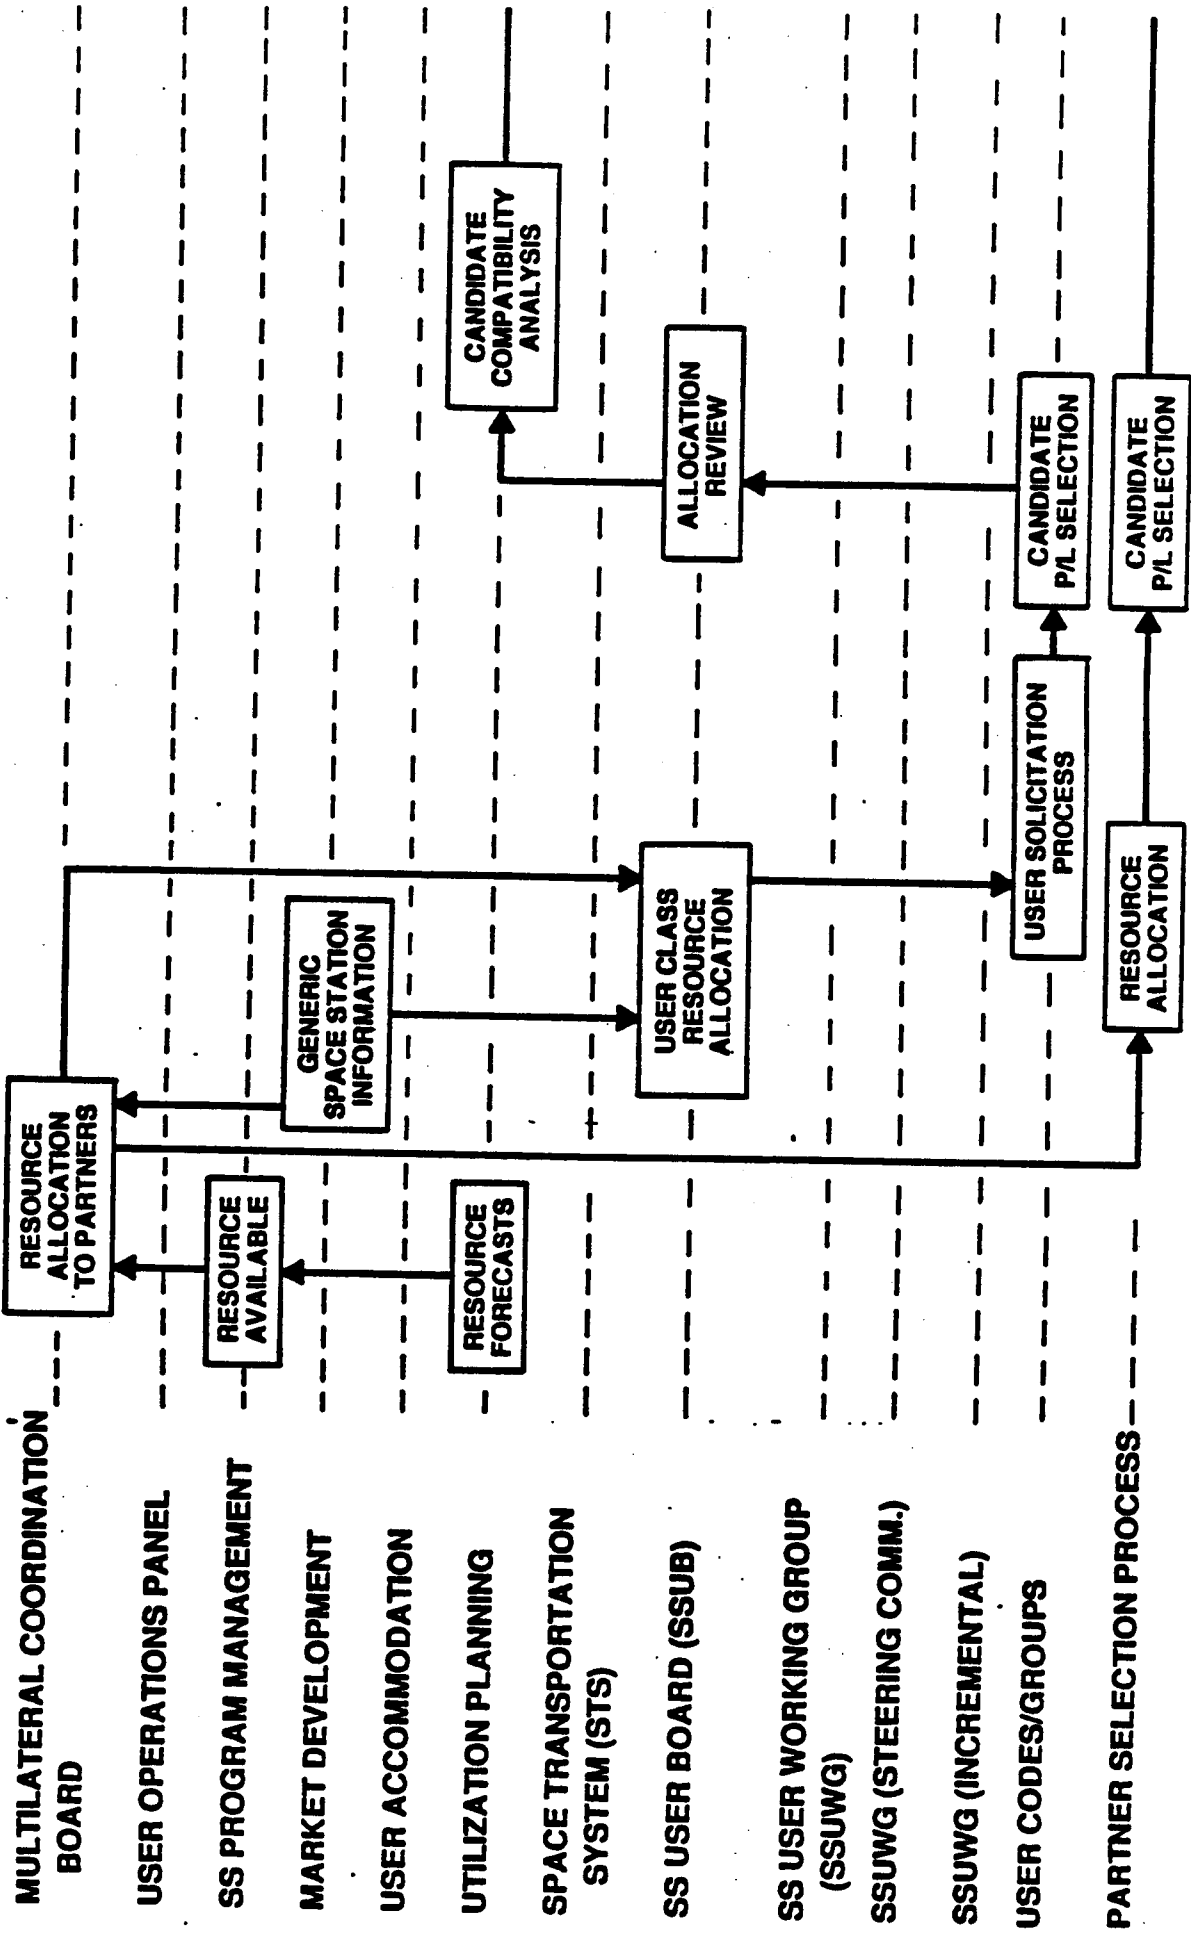 MULTILATERAL COORDINATION
BOARD
USER OPERATIONS PANEL
SS PROGRAM MANAGEMENT
MARKET DEVELOPMENT
USER ACCOMMODATION
UTILIZATION PLANNING
SPACE TRANSPORTATION
SYSTEM (STS)
SS USER BOARD (SSUB)
SS USER WORKING GROUP
(SSUWG)
SSUWG (STEERING COMM.)
SSUWG (INCREMENTAL)
USER CODES/GROUPS
PARTNER SELECTION PROCESS
RESOURCE
ALLOCATION
TO PARTNERS
RESOURCE
AVAILABLE
RESOURCE
FORECASTS
GENERIC
SPACE STATION
INFORMATION
USER CLASS
RESOURCE
ALLOCATION
USER SOLICITATION
PROCESS
RESOURCE
ALLOCATION
CANDIDATE
P/L SELECTION
CANDIDATE
P/L SELECTION
ALLOCATION
REVIEW
CANDIDATE
COMPATIBILITY
ANALYSIS